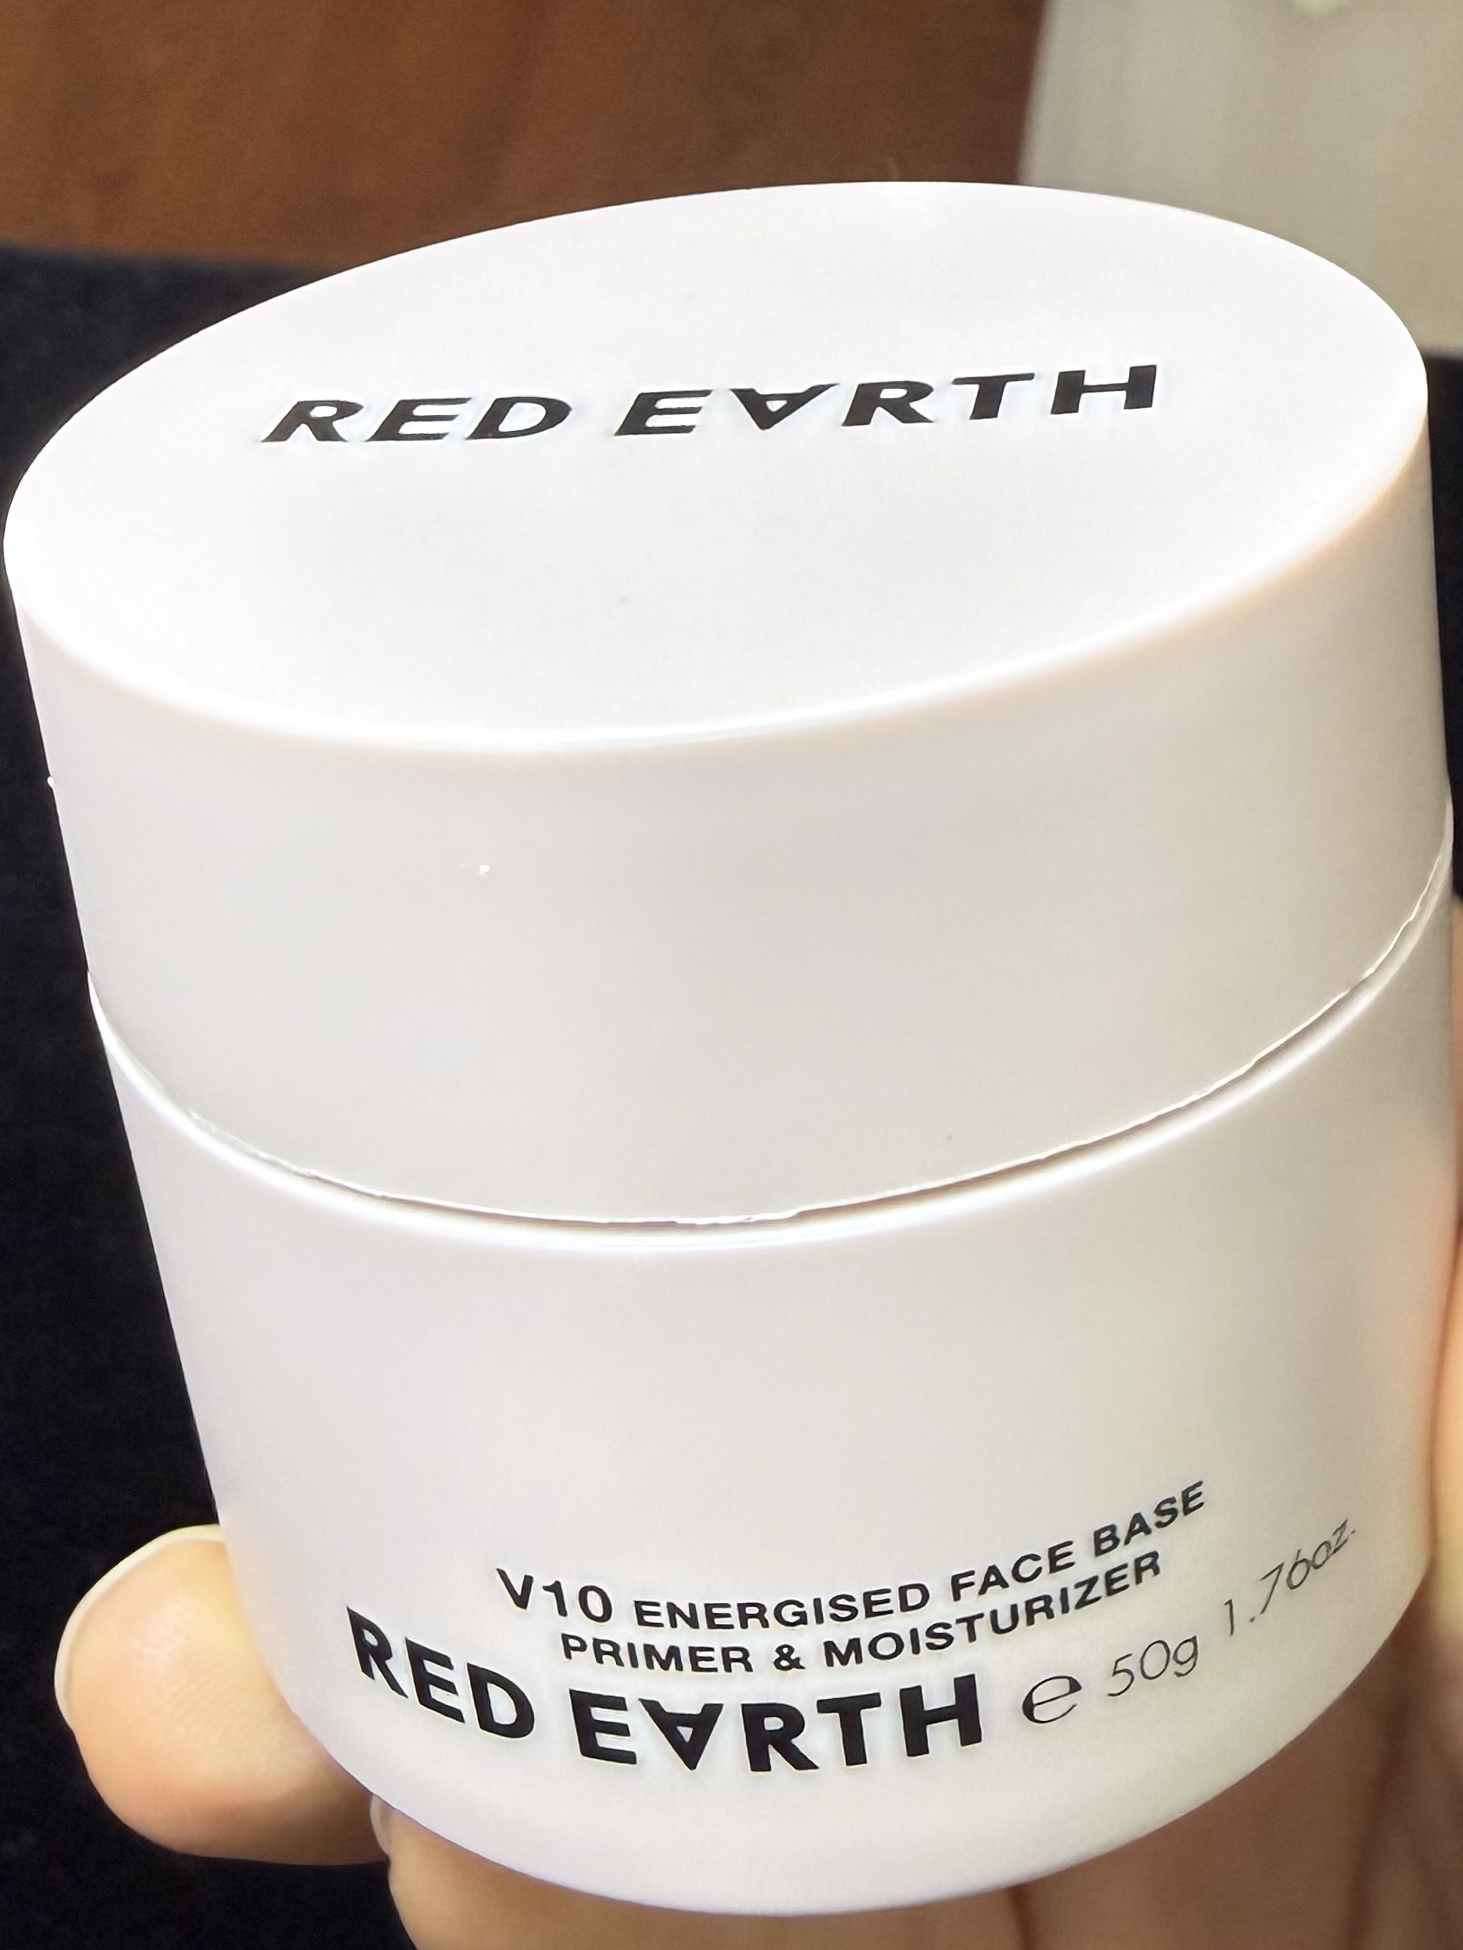 RED EARTH
V10 ENERGISED FACE BASE
PRIMER & MOISTURIZER
RED EARTH e 50g 1.76oz.